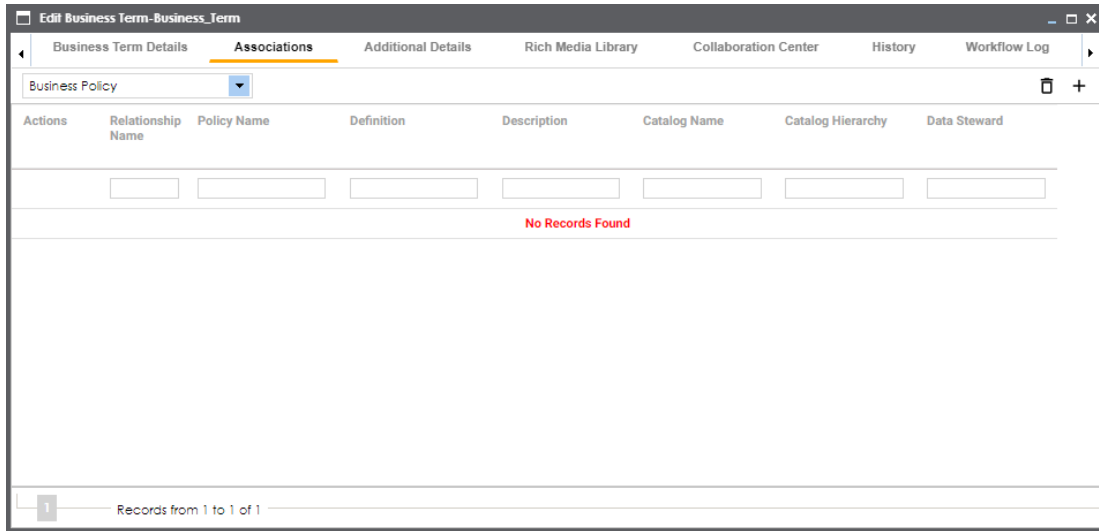 Edit Business Term-Business_Term
Business Term Details Associations Additional Details Rich Media Library Collaboration Center History Workflow Log
Business Policy
Actions Relationship Name Policy Name Definition Description Catalog Name Catalog Hierarchy Data Steward
No Records Found
1 Records from 1 to 1 of 1